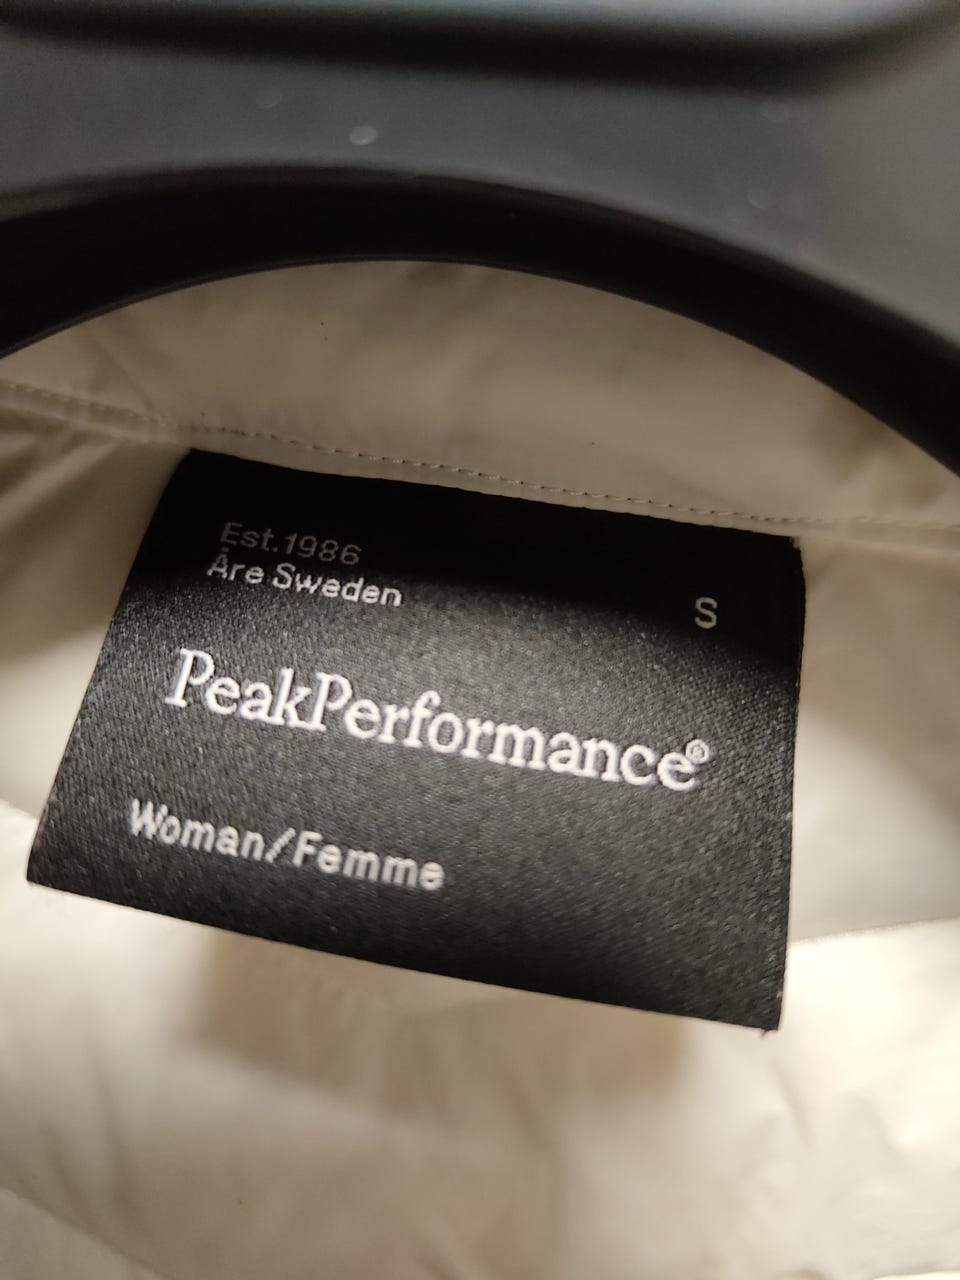 Est.1986
Åre Sweden
S
PeakPerformance®
Woman/Femme